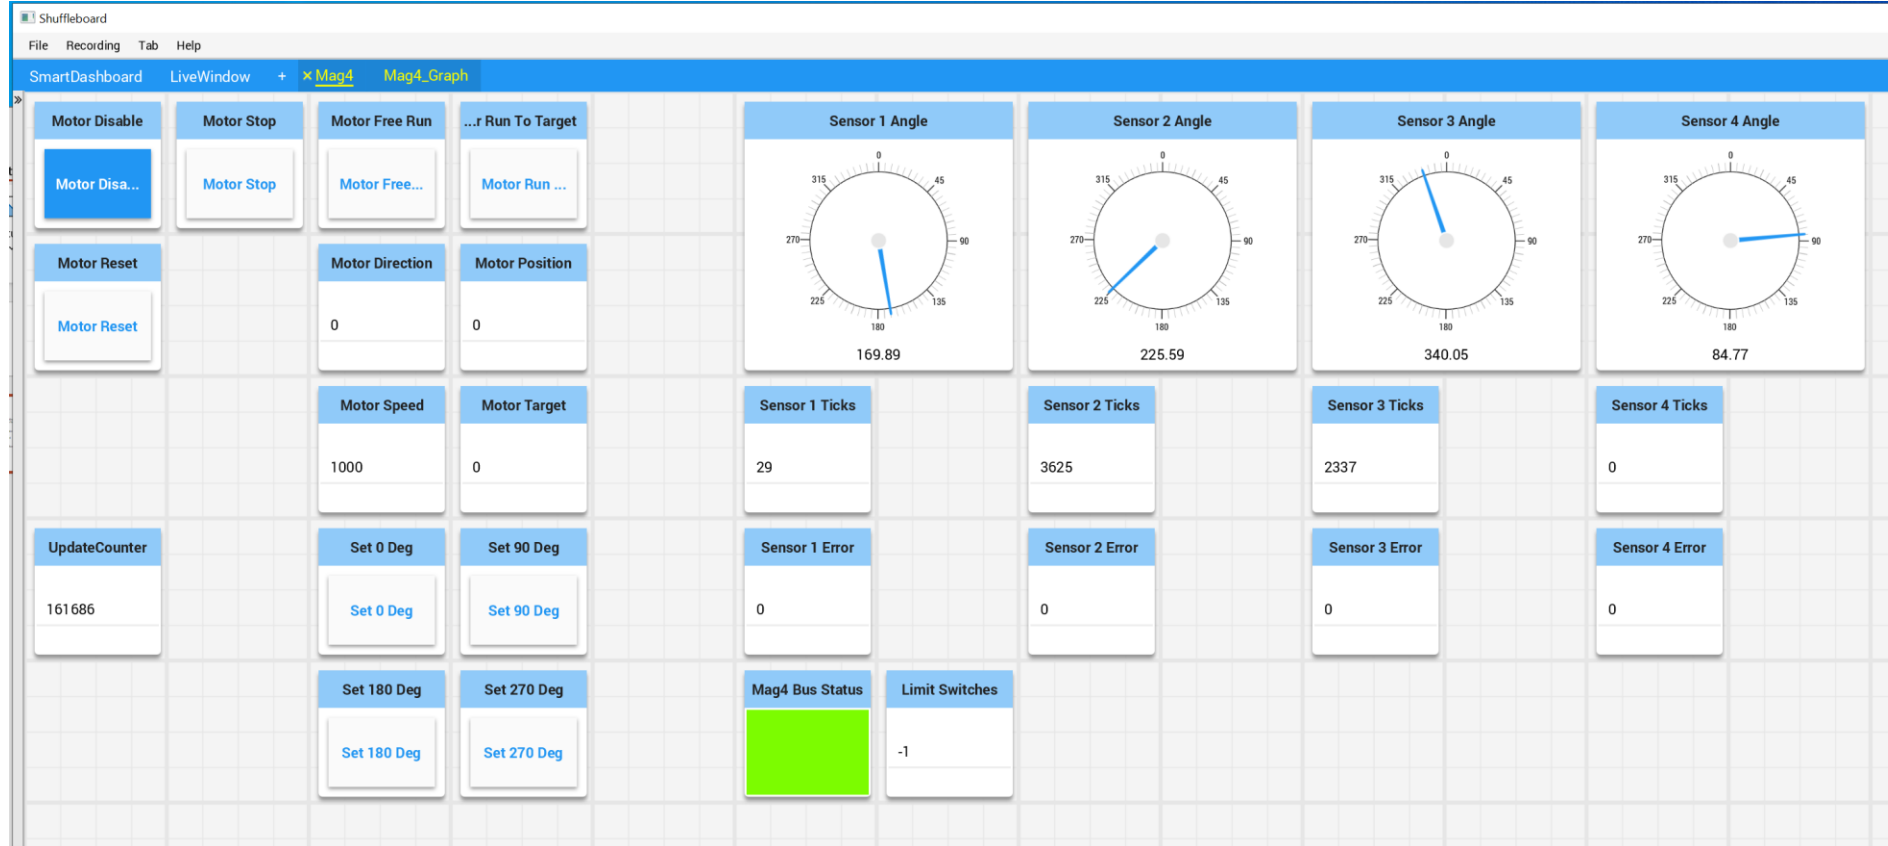 Shuffleboard
File Recording Tab Help
SmartDashboard LiveWindow + × Mag4 Mag4_Graph
»
Motor Disable Motor Stop Motor Free Run ...r Run To Target
Motor Disa... Motor Stop Motor Free... Motor Run ...
Sensor 1 Angle
0
315 45
270 90
225 135
180
169.89
Sensor 2 Angle
0
315 45
270 90
225 135
180
225.59
Sensor 3 Angle
0
315 45
270 90
225 135
180
340.05
Sensor 4 Angle
0
315 45
270 90
225 135
180
84.77
Motor Reset Motor Direction Motor Position
Motor Reset 0 0
Motor Speed Motor Target Sensor 1 Ticks Sensor 2 Ticks Sensor 3 Ticks Sensor 4 Ticks
1000 0 29 3625 2337 0
UpdateCounter Set 0 Deg Set 90 Deg Sensor 1 Error Sensor 2 Error Sensor 3 Error Sensor 4 Error
161686 Set 0 Deg Set 90 Deg 0 0 0 0
Set 180 Deg Set 270 Deg Mag4 Bus Status Limit Switches
Set 180 Deg Set 270 Deg -1